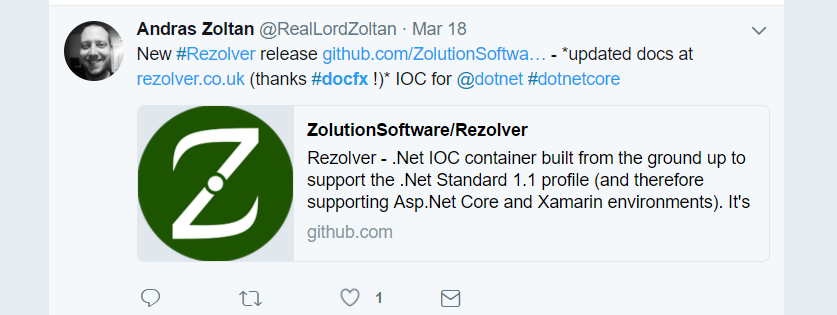 Andras Zoltan @RealLordZoltan · Mar 18
New #Rezolver release github.com/ZolutionSoftwa… - *updated docs at
rezolver.co.uk (thanks #docfx !)* IOC for @dotnet #dotnetcore
ZolutionSoftware/Rezolver
Rezolver - .Net IOC container built from the ground up to
support the .Net Standard 1.1 profile (and therefore
supporting Asp.Net Core and Xamarin environments). It's
github.com
1